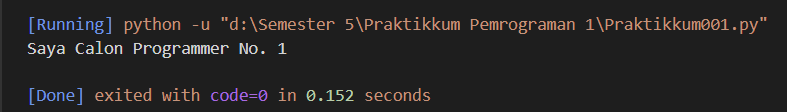 [Running] python -u "d:\Semester 5\Praktikkum Pemrograman 1\Praktikkum001.py"
Saya Calon Programmer No. 1
[Done] exited with code=0 in 0.152 seconds